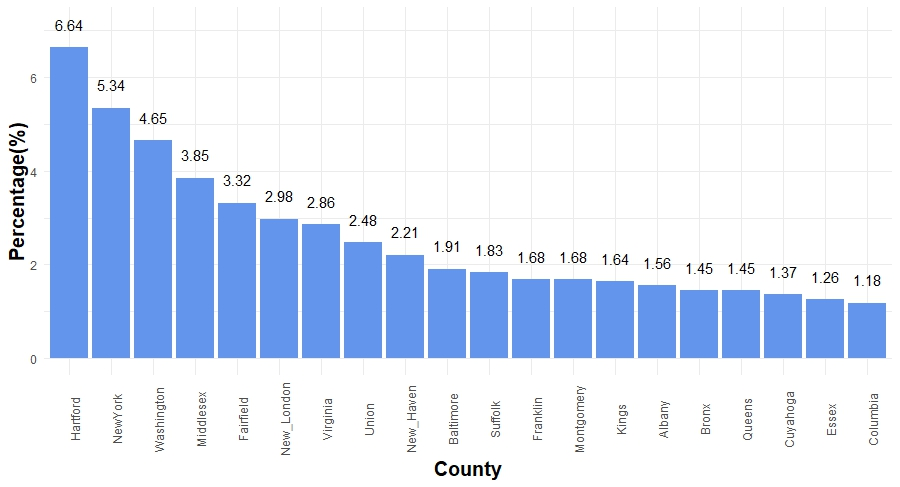 6.64
5.34
4.65
3.85
3.32
2.98
2.86
2.48
2.21
1.91
1.83
1.68
1.68
1.64
1.56
1.45
1.45
1.37
1.26
1.18
Percentage(%)
6
4
2
0
Hartford
NewYork
Washington
Middlesex
Fairfield
New_London
Virginia
Union
New_Haven
Baltimore
Suffolk
Franklin
Montgomery
Kings
Albany
Bronx
Queens
Cuyahoga
Essex
Columbia
County